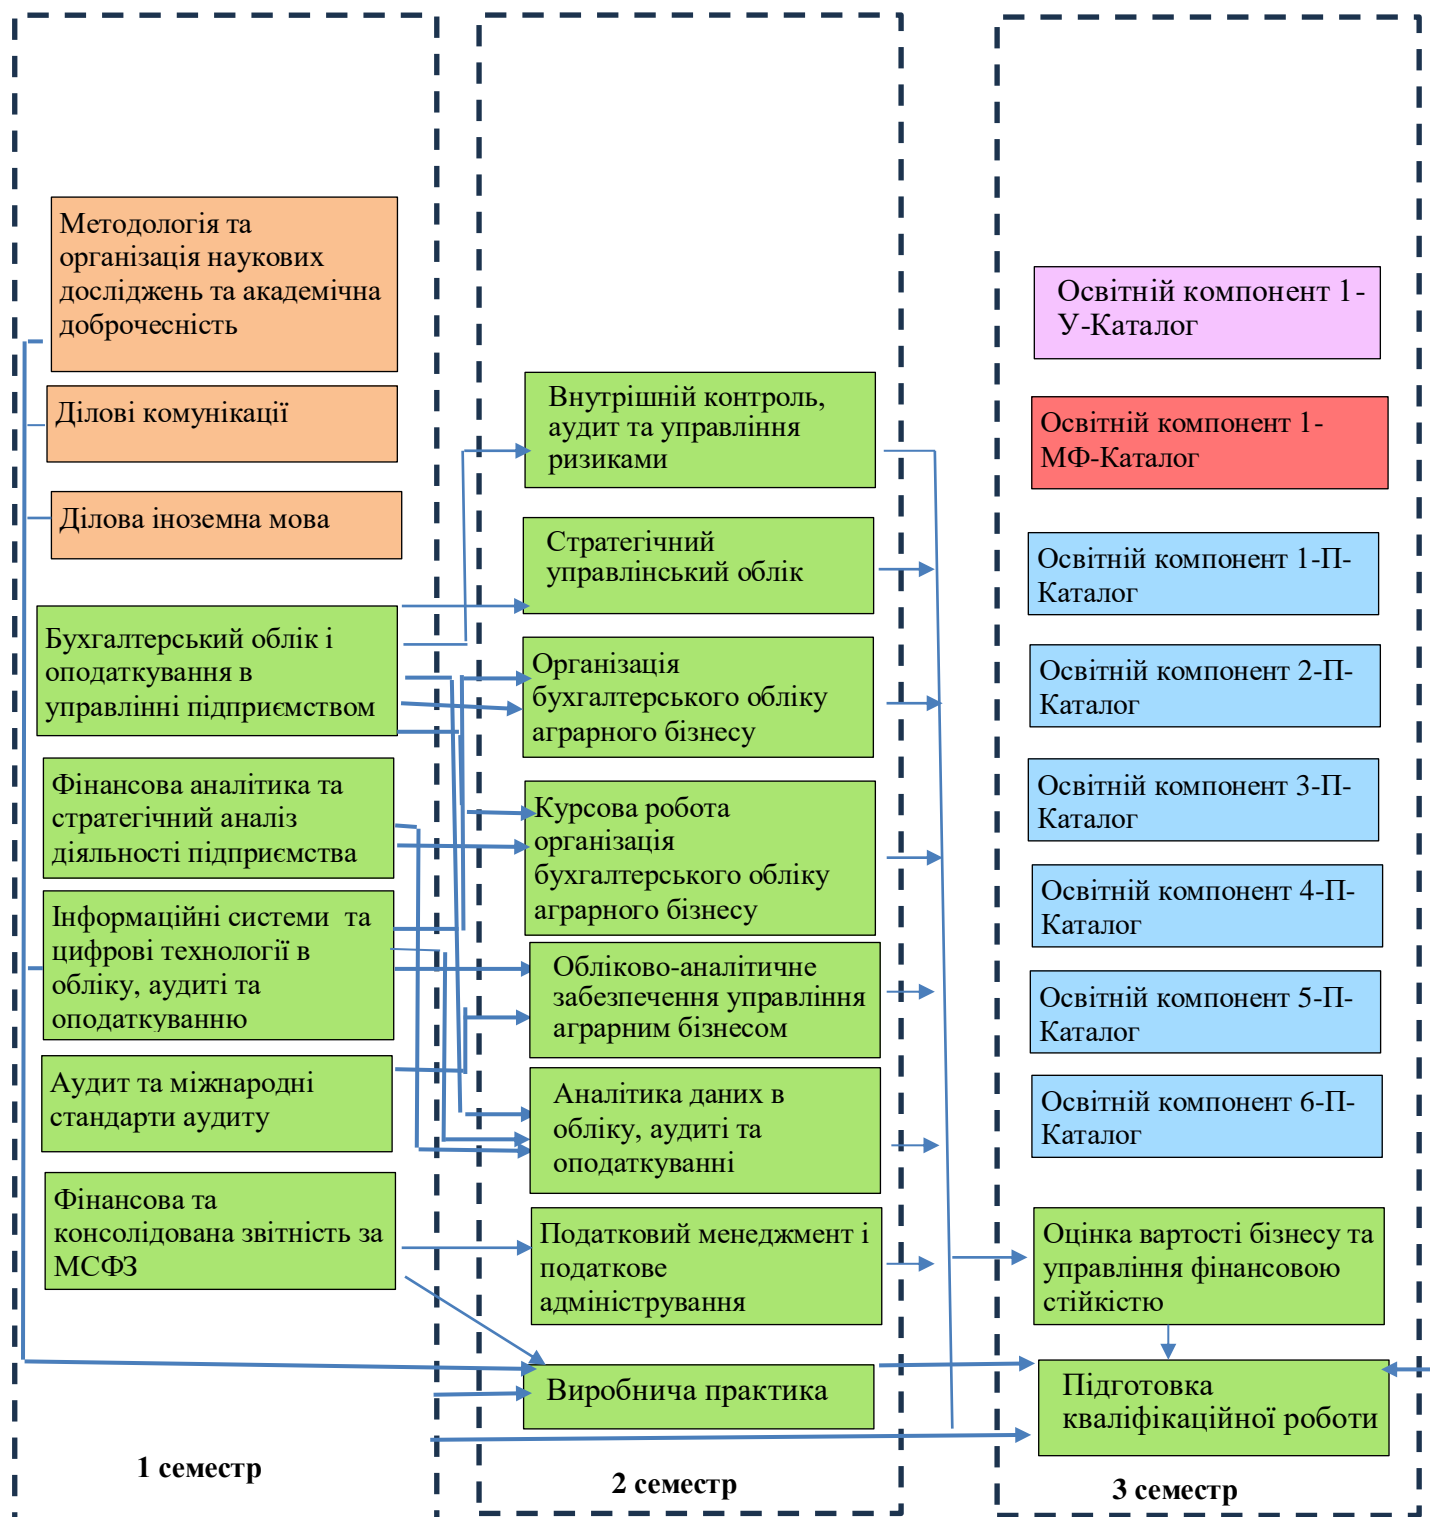 Методологія та
організація наукових
досліджень та академічна
доброчесність
Ділові комунікації
Ділова іноземна мова
Бухгалтерський облік і
оподаткування в
управлінні підприємством
Фінансова аналітика та
стратегічний аналіз
діяльності підприємства
Інформаційні системи та
цифрові технології в
обліку, аудиті та
оподаткуванню
Аудит та міжнародні
стандарти аудиту
Фінансова та
консолідована звітність за
МСФЗ
1 семестр
Внутрішній контроль,
аудит та управління
ризиками
Стратегічний
управлінський облік
Організація
бухгалтерського обліку
аграрного бізнесу
Курсова робота
організація
бухгалтерського обліку
аграрного бізнесу
Обліково-аналітичне
забезпечення управління
аграрним бізнесом
Аналітика даних в
обліку, аудиті та
оподаткуванні
Податковий менеджмент і
податкове
адміністрування
Виробнича практика
2 семестр
Освітній компонент 1-
У-Каталог
Освітній компонент 1-
МФ-Каталог
Освітній компонент 1-П-
Каталог
Освітній компонент 2-П-
Каталог
Освітній компонент 3-П-
Каталог
Освітній компонент 4-П-
Каталог
Освітній компонент 5-П-
Каталог
Освітній компонент 6-П-
Каталог
Оцінка вартості бізнесу та
управління фінансовою
стійкістю
Підготовка
кваліфікаційної роботи
3 семестр